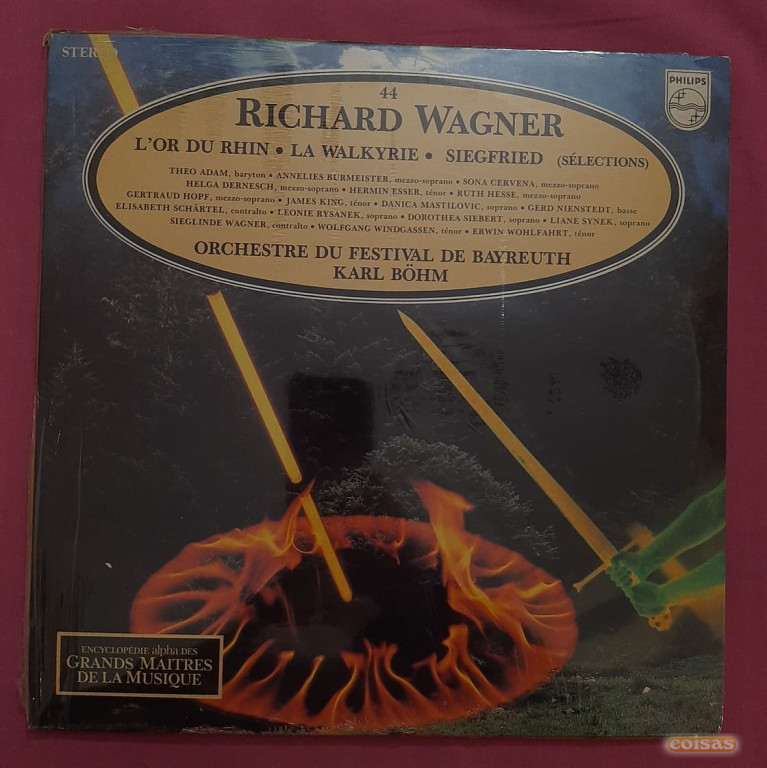 STEREO
PHILIPS
44
RICHARD WAGNER
L'OR DU RHIN • LA WALKYRIE • SIEGFRIED (SÉLECTIONS)
THEO ADAM, baryton • ANNELIES BURMEISTER, mezzo-soprano • SONA CERVENA, mezzo-soprano
HELGA DERNESCH, mezzo-soprano • HERMIN ESSER, ténor • RUTH HESSE, mezzo-soprano
GERTRAUD HOPF, mezzo-soprano • JAMES KING, ténor • DANICA MASTILOVIC, soprano • GERD NIENSTEDT, basse
ELISABETH SCHÄRTEL, contralto • LEONIE RYSANEK, soprano • DOROTHEA SIEBERT, soprano • LIANE SYNEK, soprano
SIEGLINDE WAGNER, contralto • WOLFGANG WINDGASSEN, ténor • ERWIN WOHLFAHRT, ténor
ORCHESTRE DU FESTIVAL DE BAYREUTH
KARL BÖHM
ENCYCLOPÉDIE alpha DES
GRANDS MAITRES
DE LA MUSIQUE
coisas